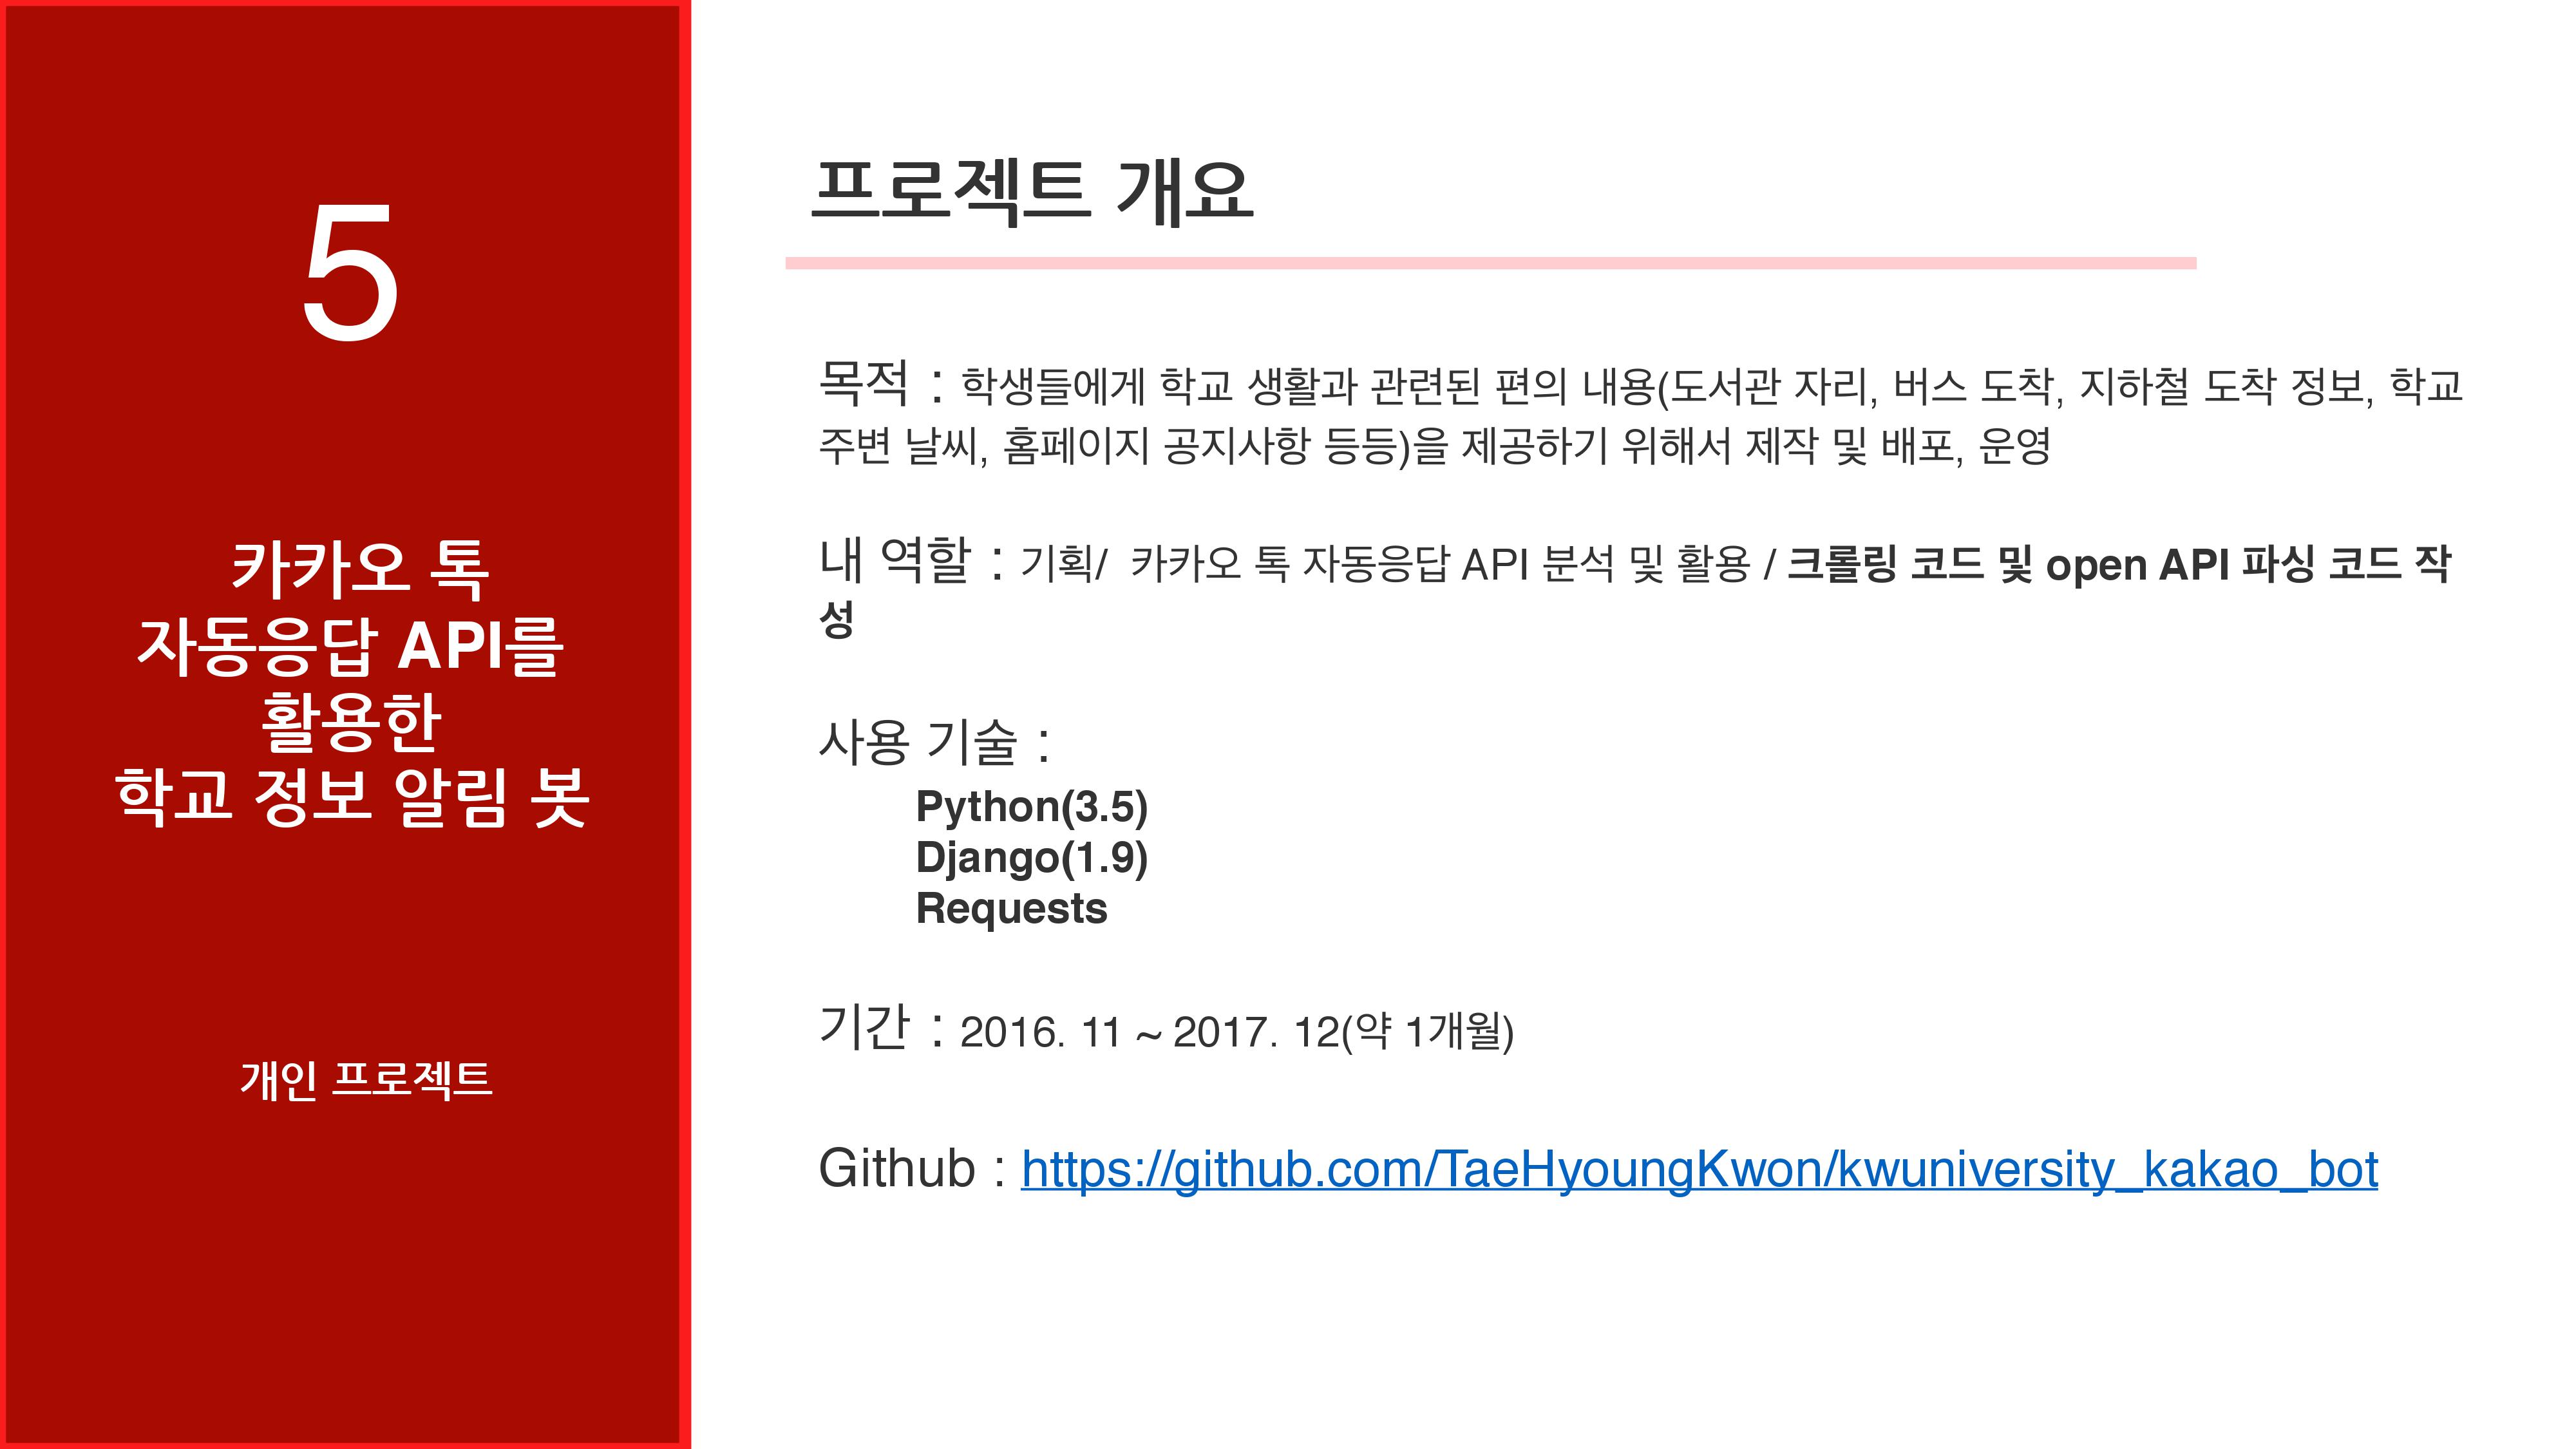 5
카카오 톡
자동응답 API를
활용한
학교 정보 알림 봇
개인 프로젝트
프로젝트 개요
목적 : 학생들에게 학교 생활과 관련된 편의 내용(도서관 자리, 버스 도착, 지하철 도착 정보, 학교
주변 날씨, 홈페이지 공지사항 등등)을 제공하기 위해서 제작 및 배포, 운영
내 역할 : 기획/  카카오 톡 자동응답 API 분석 및 활용 / 크롤링 코드 및 open API 파싱 코드 작
성
사용 기술 :
Python(3.5)
Django(1.9)
Requests
기간 : 2016. 11 ~ 2017. 12(약 1개월)
Github : https://github.com/TaeHyoungKwon/kwuniversity_kakao_bot